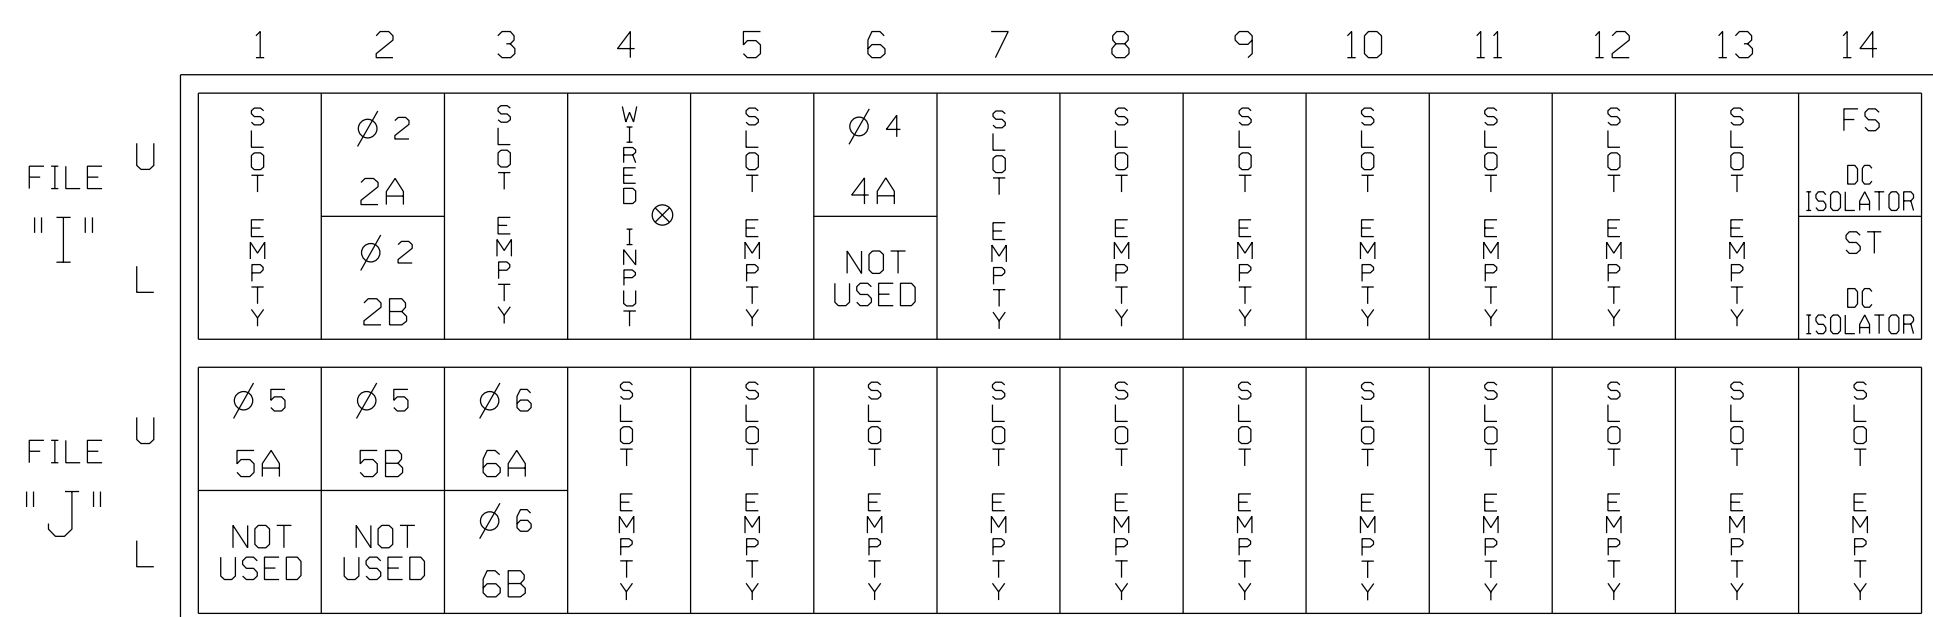 1 2 3 4 5 6 7 8 9 10 11 12 13 14
FILE "I"
U
L
SLOT EMPTY
Ø 2
2A
Ø 2
2B
SLOT EMPTY
WIRED INPUT ⊗
SLOT EMPTY
Ø 4
4A
NOT
USED
SLOT EMPTY
SLOT EMPTY
SLOT EMPTY
SLOT EMPTY
SLOT EMPTY
SLOT EMPTY
SLOT EMPTY
FS
DC
ISOLATOR
ST
DC
ISOLATOR
FILE "J"
U
L
Ø 5
5A
NOT
USED
Ø 5
5B
NOT
USED
Ø 6
6A
Ø 6
6B
SLOT EMPTY
SLOT EMPTY
SLOT EMPTY
SLOT EMPTY
SLOT EMPTY
SLOT EMPTY
SLOT EMPTY
SLOT EMPTY
SLOT EMPTY
SLOT EMPTY
SLOT EMPTY